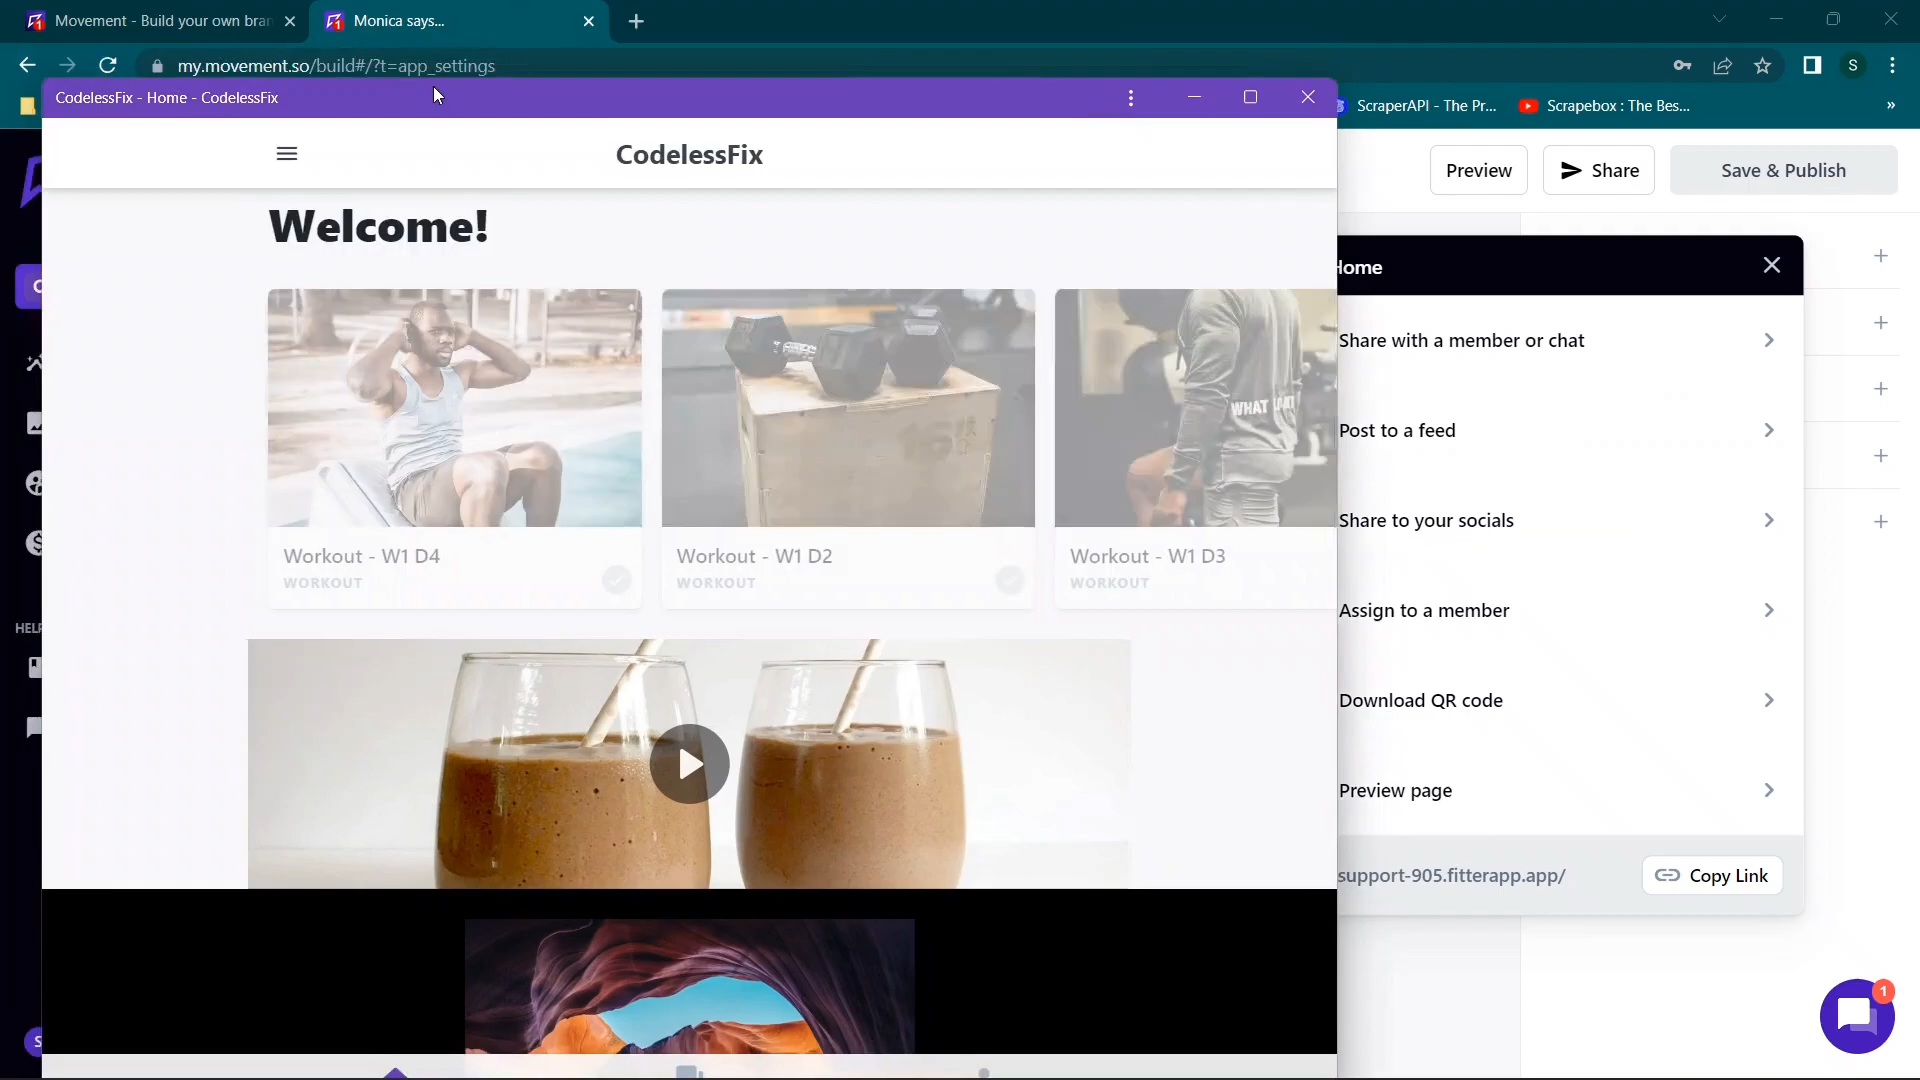 Movement - Build your own bran
Monica says...
my.movement.so/build#/?t=app_settings
S
CodelessFix - Home - CodelessFix
ScraperAPI - The Pr...
Scrapebox : The Bes...
»
CodelessFix
Preview
Share
Save & Publish
Welcome!
Home
Share with a member or chat
Post to a feed
WHAT
Share to your socials
Workout - W1 D4
WORKOUT
Workout - W1 D2
WORKOUT
Workout - W1 D3
WORKOUT
Assign to a member
HELP
Download QR code
Preview page
support-905.fitterapp.app/
Copy Link
1
S